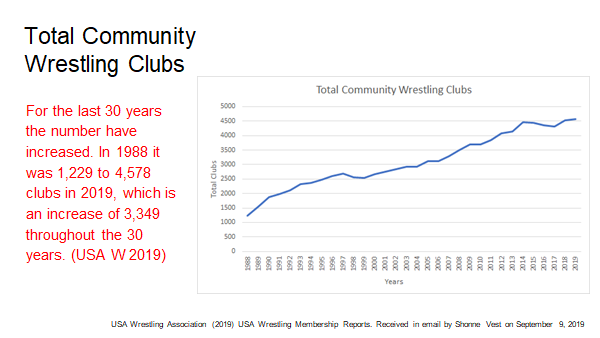 Total Community
Wrestling Clubs
For the last 30 years
the number have
increased. In 1988 it
was 1,229 to 4,578
clubs in 2019, which is
an increase of 3,349
throughout the 30
years. (USA W 2019)
Total Community Wrestling Clubs
Total Clubs
5000
4500
4000
3500
3000
2500
2000
1500
1000
500
0
1988 1989 1990 1991 1992 1993 1994 1995 1996 1997 1998 1999 2000 2001 2002 2003 2004 2005 2006 2007 2008 2009 2010 2011 2012 2013 2014 2015 2016 2017 2018 2019
Years
USA Wrestling Association (2019) USA Wrestling Membership Reports. Received in email by Shonne Vest on September 9, 2019